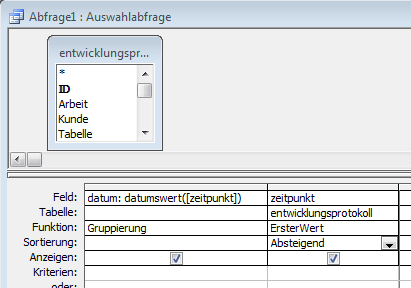 Abfrage1 : Auswahlabfrage
entwicklungspr...
*
ID
Arbeit
Kunde
Tabelle
Feld: datum: datumswert([zeitpunkt]) zeitpunkt
Tabelle: entwicklungsprotokoll
Funktion: Gruppierung ErsterWert
Sortierung: Absteigend
Anzeigen:
Kriterien:
oder: